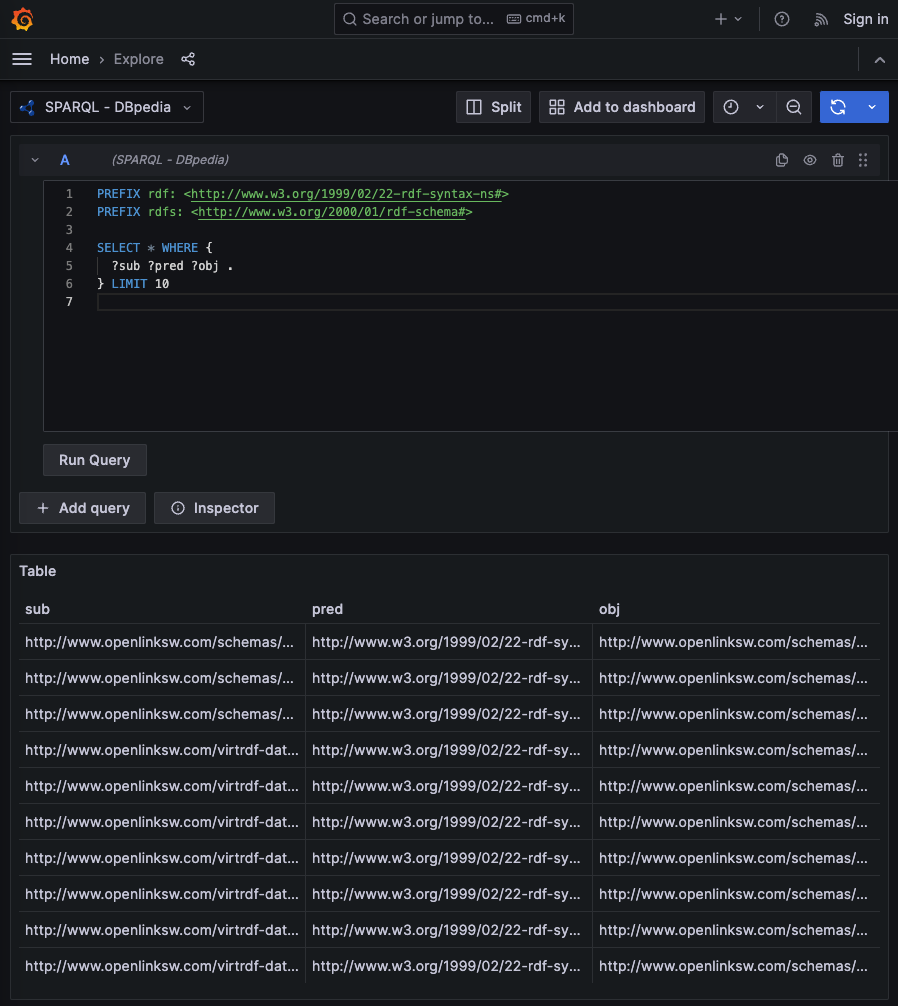 Search or jump to... cmd+k Sign in
Home › Explore
SPARQL - DBpedia Split Add to dashboard
A (SPARQL - DBpedia)
1 PREFIX rdf: <http://www.w3.org/1999/02/22-rdf-syntax-ns#>
2 PREFIX rdfs: <http://www.w3.org/2000/01/rdf-schema#>
3
4 SELECT * WHERE {
5 ?sub ?pred ?obj .
6 } LIMIT 10
7
Run Query
+ Add query Inspector
Table
sub pred obj
http://www.openlinksw.com/schemas/... http://www.w3.org/1999/02/22-rdf-sy... http://www.openlinksw.com/schemas/...
http://www.openlinksw.com/schemas/... http://www.w3.org/1999/02/22-rdf-sy... http://www.openlinksw.com/schemas/...
http://www.openlinksw.com/schemas/... http://www.w3.org/1999/02/22-rdf-sy... http://www.openlinksw.com/schemas/...
http://www.openlinksw.com/virtrdf-dat... http://www.w3.org/1999/02/22-rdf-sy... http://www.openlinksw.com/schemas/...
http://www.openlinksw.com/virtrdf-dat... http://www.w3.org/1999/02/22-rdf-sy... http://www.openlinksw.com/schemas/...
http://www.openlinksw.com/virtrdf-dat... http://www.w3.org/1999/02/22-rdf-sy... http://www.openlinksw.com/schemas/...
http://www.openlinksw.com/virtrdf-dat... http://www.w3.org/1999/02/22-rdf-sy... http://www.openlinksw.com/schemas/...
http://www.openlinksw.com/virtrdf-dat... http://www.w3.org/1999/02/22-rdf-sy... http://www.openlinksw.com/schemas/...
http://www.openlinksw.com/virtrdf-dat... http://www.w3.org/1999/02/22-rdf-sy... http://www.openlinksw.com/schemas/...
http://www.openlinksw.com/virtrdf-dat... http://www.w3.org/1999/02/22-rdf-sy... http://www.openlinksw.com/schemas/...